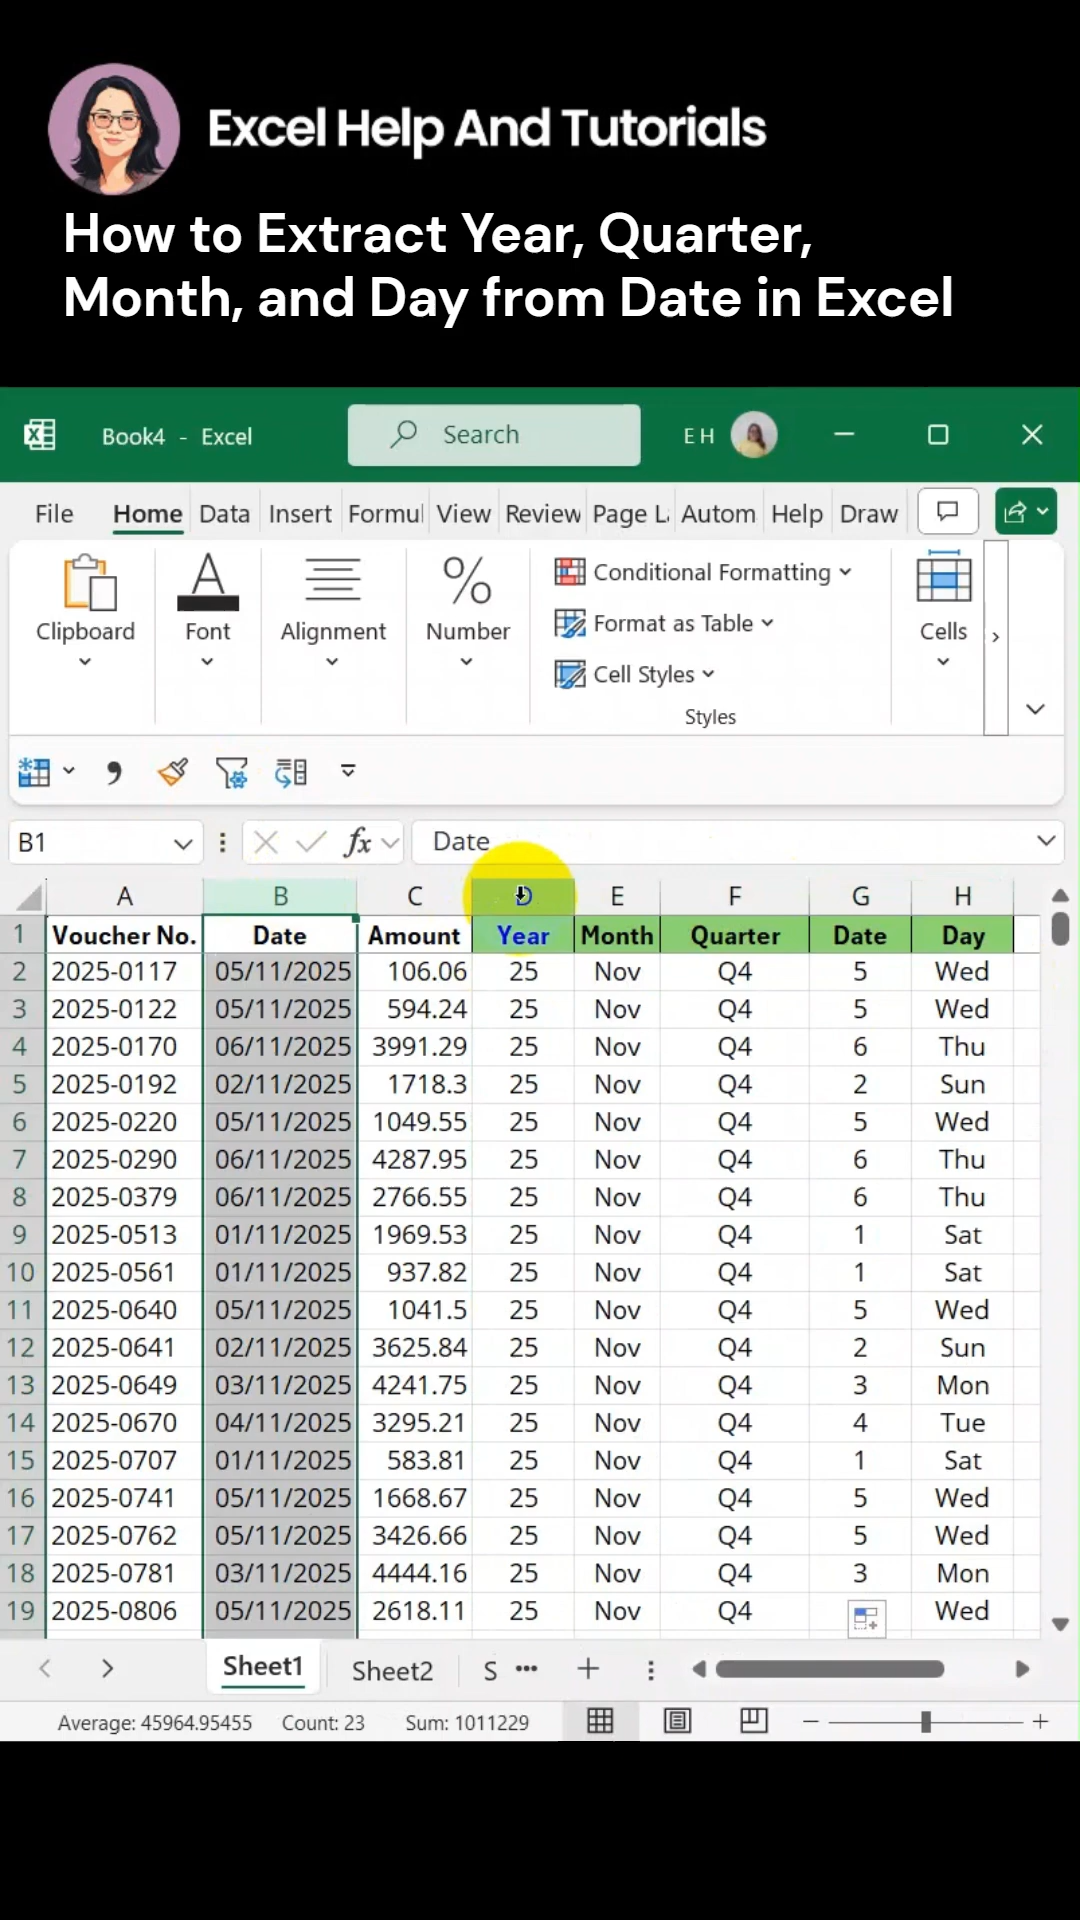 Excel Help And Tutorials
How to Extract Year, Quarter,
Month, and Day from Date in Excel
Book4 - Excel
Search
E H
File Home Data Insert Formul View Review Page L Autom Help Draw
Clipboard
Font
Alignment
%
Number
Conditional Formatting
Format as Table
Cell Styles
Styles
Cells
B1
fx
Date
A B C D E F G H
1 Voucher No. Date Amount Year Month Quarter Date Day
2 2025-0117 05/11/2025 106.06 25 Nov Q4 5 Wed
3 2025-0122 05/11/2025 594.24 25 Nov Q4 5 Wed
4 2025-0170 06/11/2025 3991.29 25 Nov Q4 6 Thu
5 2025-0192 02/11/2025 1718.3 25 Nov Q4 2 Sun
6 2025-0220 05/11/2025 1049.55 25 Nov Q4 5 Wed
7 2025-0290 06/11/2025 4287.95 25 Nov Q4 6 Thu
8 2025-0379 06/11/2025 2766.55 25 Nov Q4 6 Thu
9 2025-0513 01/11/2025 1969.53 25 Nov Q4 1 Sat
10 2025-0561 01/11/2025 937.82 25 Nov Q4 1 Sat
11 2025-0640 05/11/2025 1041.5 25 Nov Q4 5 Wed
12 2025-0641 02/11/2025 3625.84 25 Nov Q4 2 Sun
13 2025-0649 03/11/2025 4241.75 25 Nov Q4 3 Mon
14 2025-0670 04/11/2025 3295.21 25 Nov Q4 4 Tue
15 2025-0707 01/11/2025 583.81 25 Nov Q4 1 Sat
16 2025-0741 05/11/2025 1668.67 25 Nov Q4 5 Wed
17 2025-0762 05/11/2025 3426.66 25 Nov Q4 5 Wed
18 2025-0781 03/11/2025 4444.16 25 Nov Q4 3 Mon
19 2025-0806 05/11/2025 2618.11 25 Nov Q4 Wed
Sheet1 Sheet2 S ...
Average: 45964.95455 Count: 23 Sum: 1011229